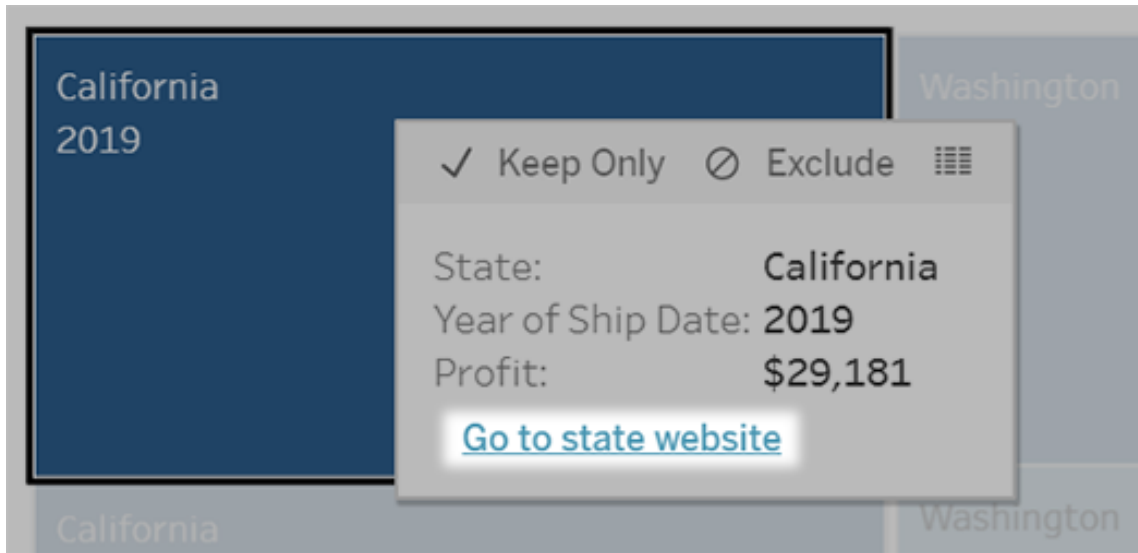 California
2019
Washington
Keep Only Exclude
State: California
Year of Ship Date: 2019
Profit: $29,181
Go to state website
California
Washington